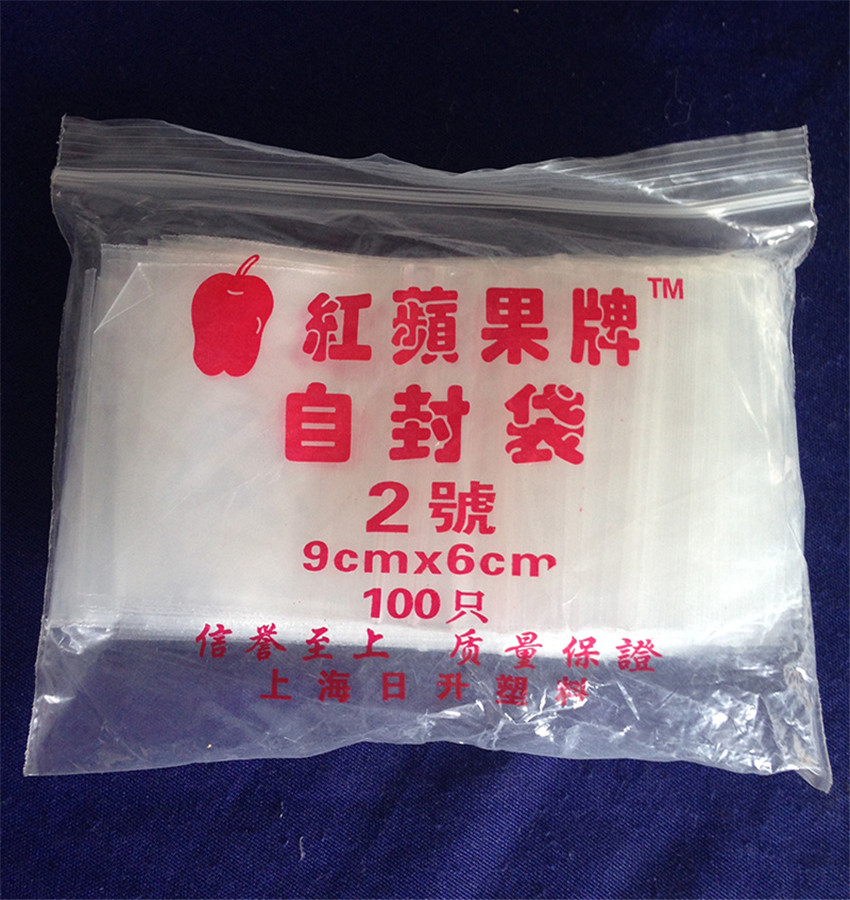 紅蘋果牌™
自封袋
2號
9cmx6cm
100只
信誉至上 质量保證
上海日升塑料